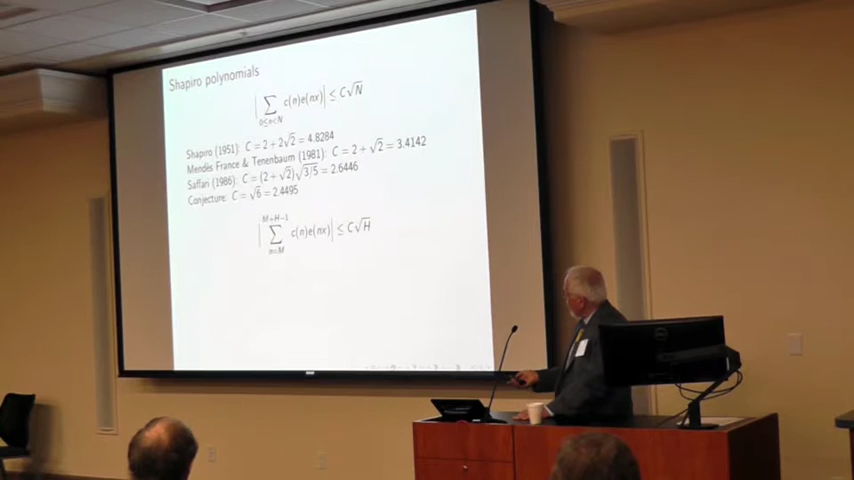 Shapiro polynomials
| ∑ c(n)e(nx)| ≤ C√N
0≤n<N
Shapiro (1951): C = 2 + 2√2 = 4.8284
Mendès France & Tenenbaum (1981): C = 2 + √2 = 3.4142
Saffari (1986): C = (2 + √2)√3/5 = 2.6446
Conjecture: C = √6 = 2.4495
M+H−1
| ∑ c(n)e(nx)| ≤ C√H
n=M